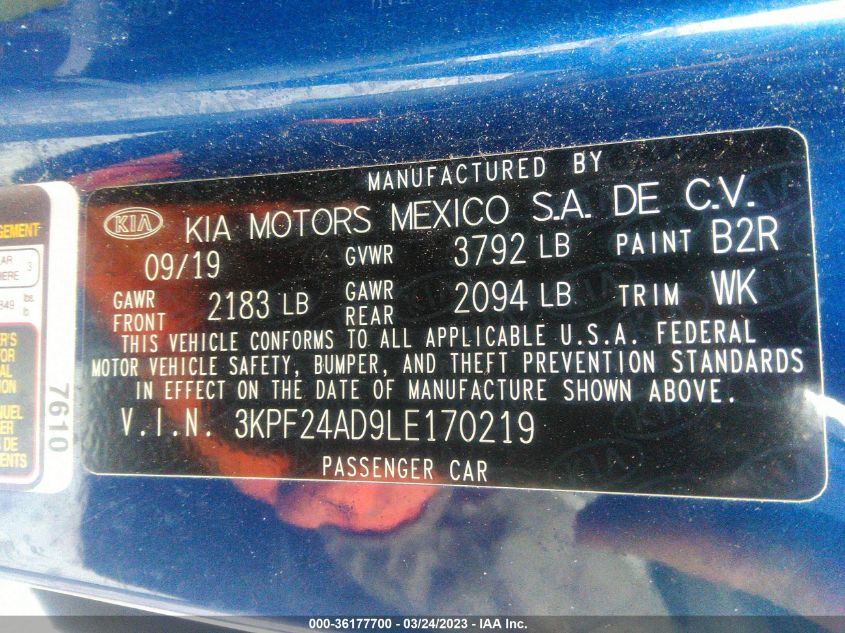 MANUFACTURED BY
KIA KIA MOTORS MEXICO S.A. DE C.V.
09/19 GVWR 3792 LB PAINT B2R
GAWR FRONT 2183 LB GAWR REAR 2094 LB TRIM WK
THIS VEHICLE CONFORMS TO ALL APPLICABLE U.S.A. FEDERAL
MOTOR VEHICLE SAFETY, BUMPER, AND THEFT PREVENTION STANDARDS
IN EFFECT ON THE DATE OF MANUFACTURE SHOWN ABOVE.
V.I.N. 3KPF24AD9LE170219
PASSENGER CAR
7610
000-36177700 - 03/24/2023 - IAA Inc.